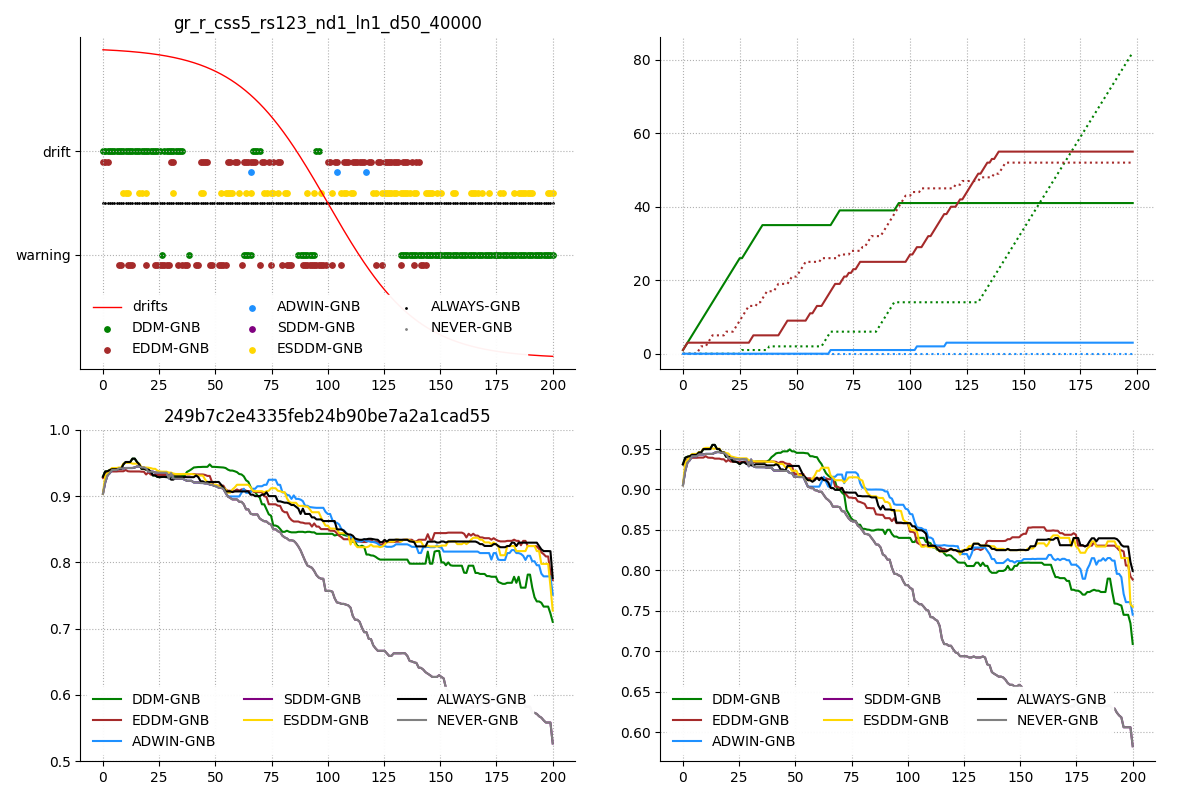 gr_r_css5_rs123_nd1_ln1_d50_40000
drift
warning
drifts
DDM-GNB
EDDM-GNB
ADWIN-GNB
SDDM-GNB
ESDDM-GNB
ALWAYS-GNB
NEVER-GNB
0 25 50 75 100 125 150 175 200
80
60
40
20
0
0 25 50 75 100 125 150 175 200
249b7c2e4335feb24b90be7a2a1cad55
1.0
0.9
0.8
0.7
0.6
0.5
DDM-GNB
EDDM-GNB
ADWIN-GNB
SDDM-GNB
ESDDM-GNB
ALWAYS-GNB
NEVER-GNB
0 25 50 75 100 125 150 175 200
0.95
0.90
0.85
0.80
0.75
0.70
0.65
0.60
DDM-GNB
EDDM-GNB
ADWIN-GNB
SDDM-GNB
ESDDM-GNB
ALWAYS-GNB
NEVER-GNB
0 25 50 75 100 125 150 175 200